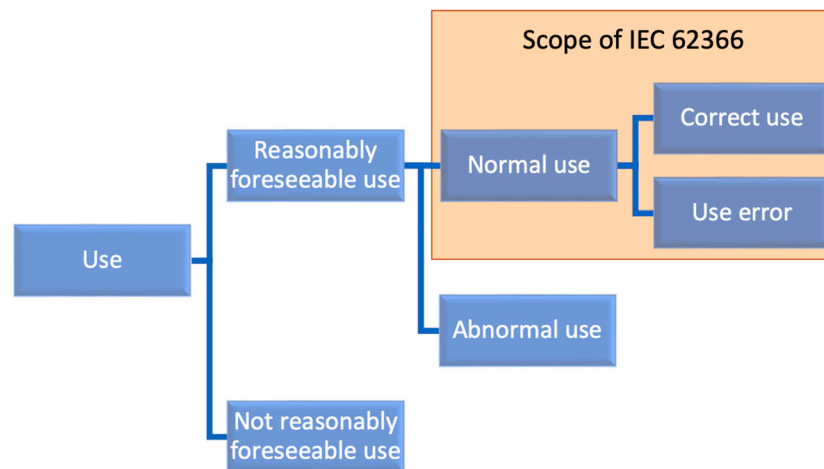 Scope of IEC 62366
Correct use
Reasonably
foreseeable use
Normal use
Use error
Use
Abnormal use
Not reasonably
foreseeable use